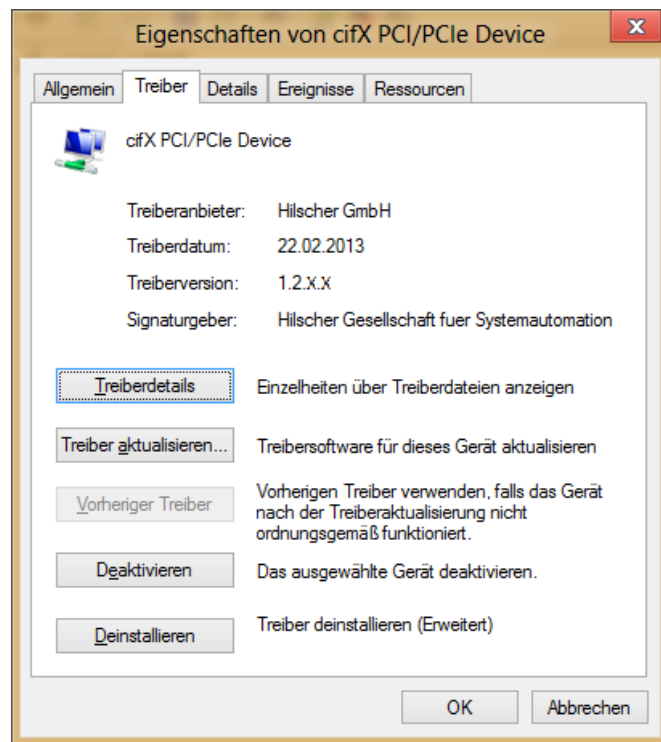 Eigenschaften von cifX PCI/PCIe Device
x
Allgemein Treiber Details Ereignisse Ressourcen
cifX PCI/PCIe Device
Treiberanbieter: Hilscher GmbH
Treiberdatum: 22.02.2013
Treiberversion: 1.2.x.x
Signaturgeber: Hilscher Gesellschaft fuer Systemautomation
Treiberdetails Einzelheiten über Treiberdateien anzeigen
Treiber aktualisieren... Treibersoftware für dieses Gerät aktualisieren
Vorheriger Treiber Vorherigen Treiber verwenden, falls das Gerät
nach der Treiberaktualisierung nicht
ordnungsgemäß funktioniert.
Deaktivieren Das ausgewählte Gerät deaktivieren.
Deinstallieren Treiber deinstallieren (Erweitert)
OK Abbrechen